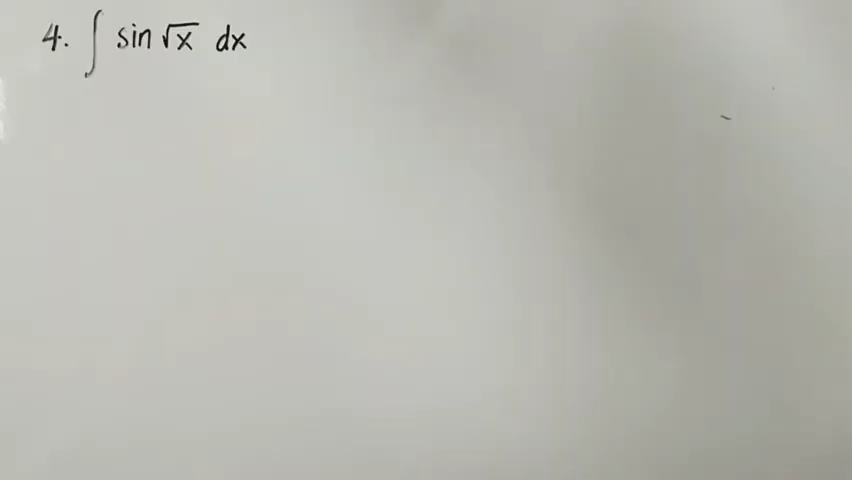 4. ∫ sin √x dx